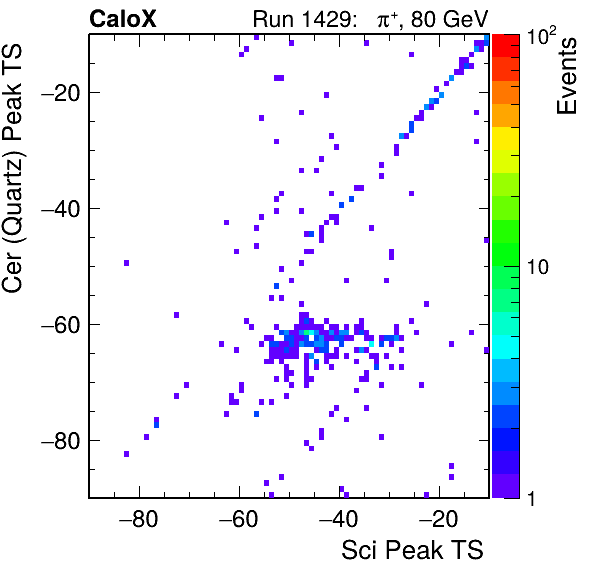 CaloX Run 1429: π⁺, 80 GeV
Cer (Quartz) Peak TS
−20
−40
−60
−80
−80 −60 −40 −20
Sci Peak TS
10²
10
1
Events